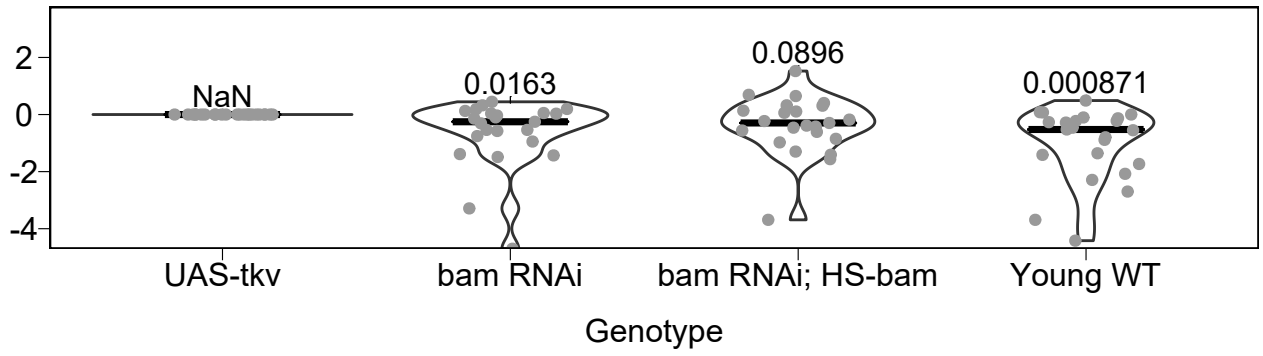 0.0896
2
0.0163
0.000871
NaN
0
-2
-4
UAS-tkv
bam RNAi
bam RNAi; HS-bam
Young WT
Genotype